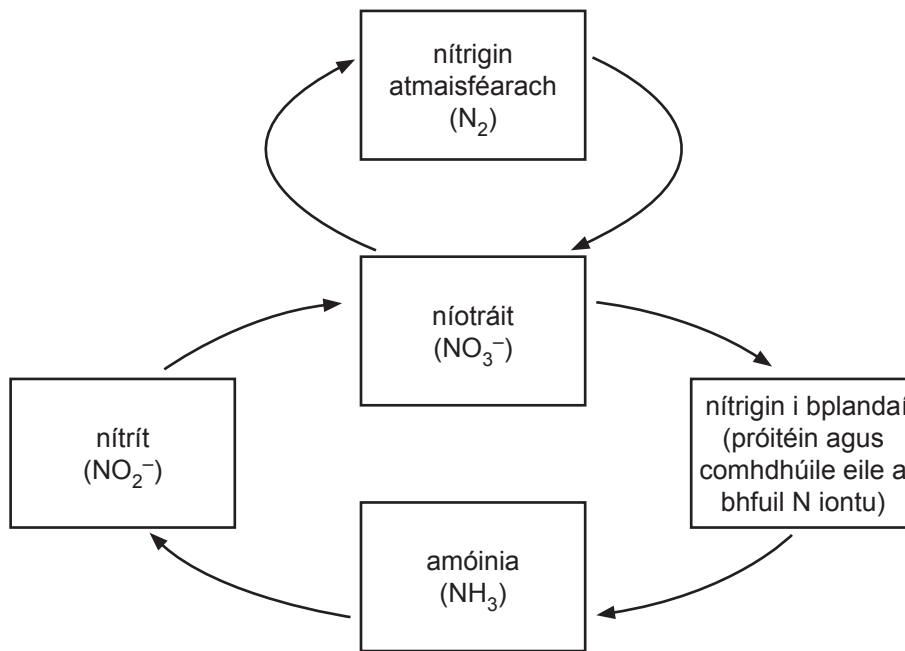 nítrigin
atmaisféarach
(N₂)
níotráit
(NO₃⁻)
nítrít
(NO₂⁻)
nítrigin i bplandaí
(próitéin agus
comhdhúile eile a
bhfuil N iontu)
amóinia
(NH₃)